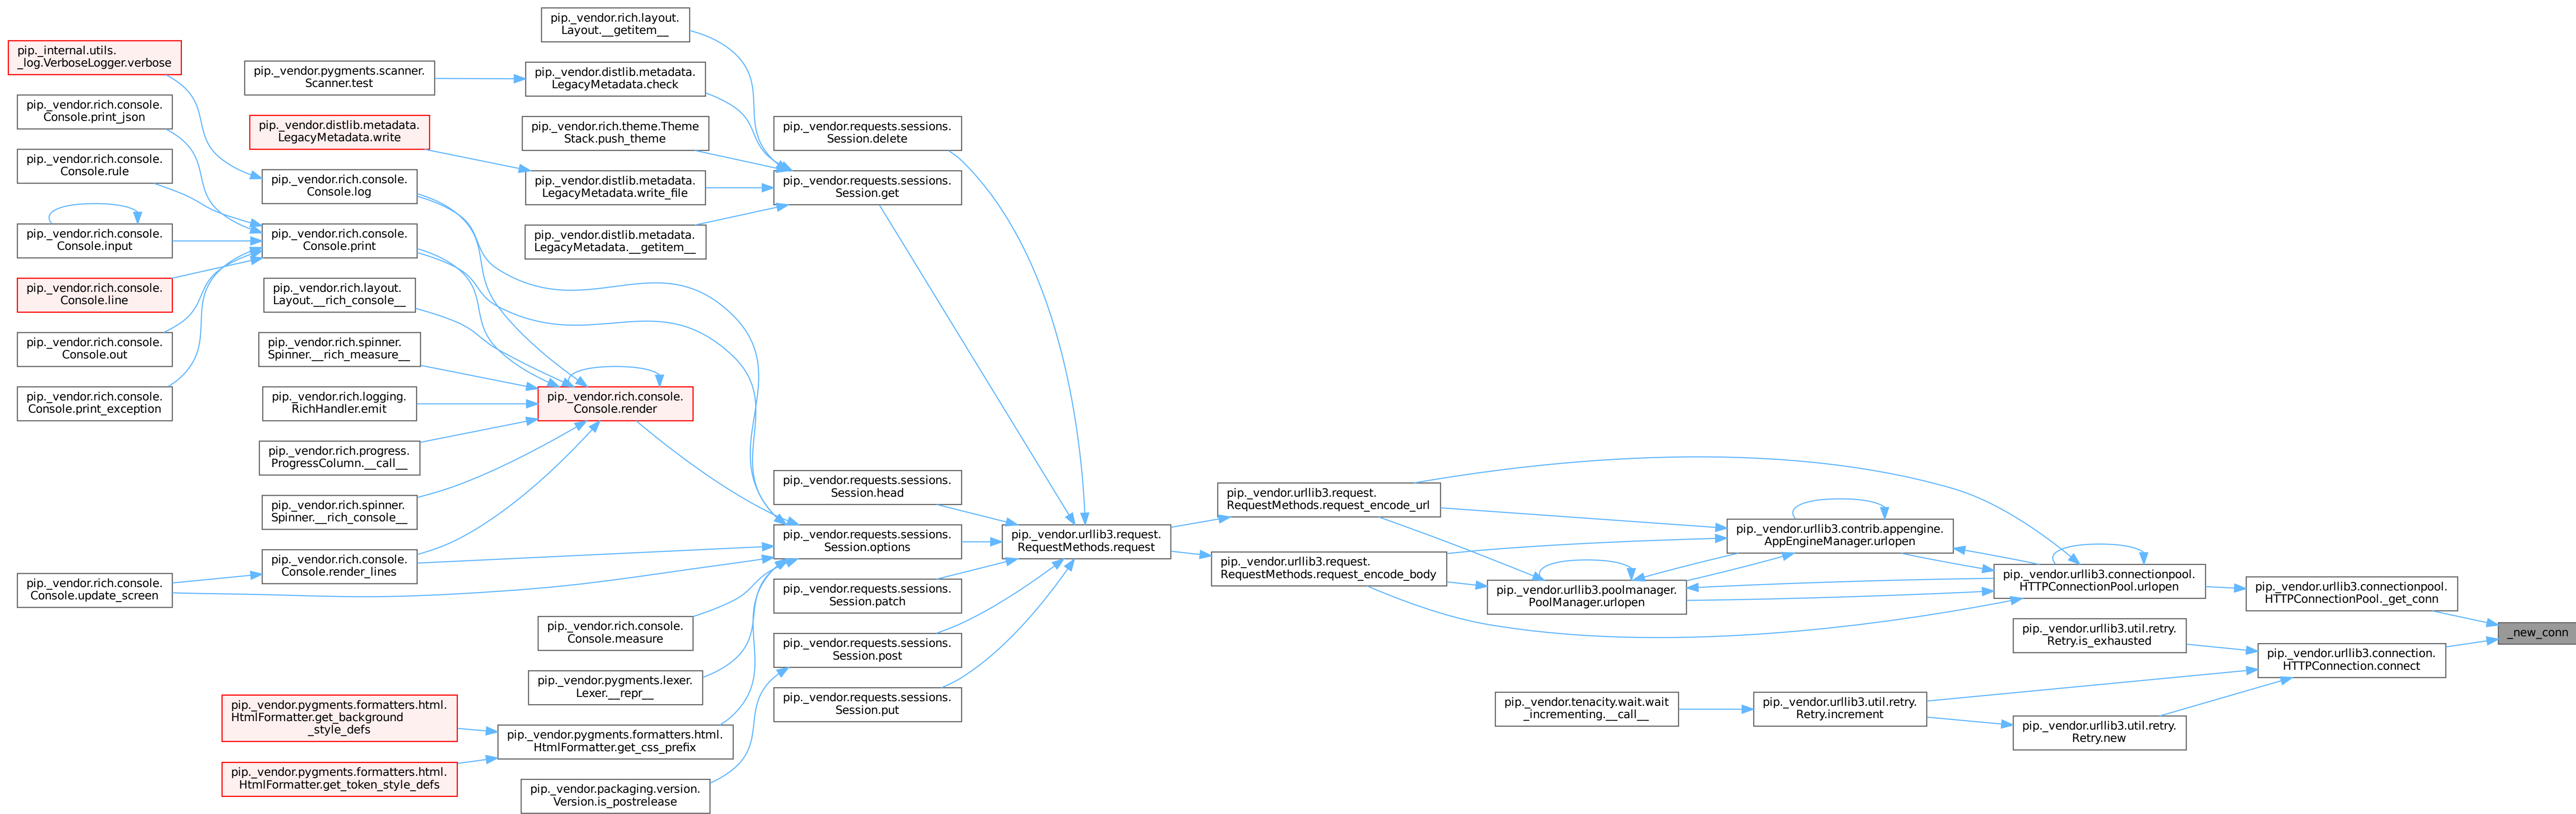 pip._vendor.rich.layout.
Layout.__getitem__
pip._internal.utils.
_log.VerboseLogger.verbose
pip._vendor.pygments.scanner.
Scanner.test
pip._vendor.distlib.metadata.
LegacyMetadata.check
pip._vendor.rich.console.
Console.print_json
pip._vendor.distlib.metadata.
LegacyMetadata.write
pip._vendor.rich.theme.Theme
Stack.push_theme
pip._vendor.requests.sessions.
Session.delete
pip._vendor.rich.console.
Console.rule
pip._vendor.rich.console.
Console.log
pip._vendor.distlib.metadata.
LegacyMetadata.write_file
pip._vendor.requests.sessions.
Session.get
pip._vendor.rich.console.
Console.input
pip._vendor.rich.console.
Console.print
pip._vendor.distlib.metadata.
LegacyMetadata.__getitem__
pip._vendor.rich.console.
Console.line
pip._vendor.rich.layout.
Layout.__rich_console__
pip._vendor.rich.console.
Console.out
pip._vendor.rich.spinner.
Spinner.__rich_measure__
pip._vendor.rich.console.
Console.print_exception
pip._vendor.rich.logging.
RichHandler.emit
pip._vendor.rich.console.
Console.render
pip._vendor.rich.progress.
ProgressColumn.__call__
pip._vendor.requests.sessions.
Session.head
pip._vendor.urllib3.request.
RequestMethods.request_encode_url
pip._vendor.rich.spinner.
Spinner.__rich_console__
pip._vendor.requests.sessions.
Session.options
pip._vendor.urllib3.request.
RequestMethods.request
pip._vendor.urllib3.contrib.appengine.
AppEngineManager.urlopen
pip._vendor.rich.console.
Console.render_lines
pip._vendor.urllib3.request.
RequestMethods.request_encode_body
pip._vendor.rich.console.
Console.update_screen
pip._vendor.requests.sessions.
Session.patch
pip._vendor.urllib3.poolmanager.
PoolManager.urlopen
pip._vendor.urllib3.connectionpool.
HTTPConnectionPool.urlopen
pip._vendor.urllib3.connectionpool.
HTTPConnectionPool._get_conn
pip._vendor.rich.console.
Console.measure
pip._vendor.requests.sessions.
Session.post
pip._vendor.urllib3.util.retry.
Retry.is_exhausted
_new_conn
pip._vendor.urllib3.connection.
HTTPConnection.connect
pip._vendor.pygments.lexer.
Lexer.__repr__
pip._vendor.requests.sessions.
Session.put
pip._vendor.tenacity.wait.wait
_incrementing.__call__
pip._vendor.urllib3.util.retry.
Retry.increment
pip._vendor.pygments.formatters.html.
HtmlFormatter.get_background
_style_defs
pip._vendor.pygments.formatters.html.
HtmlFormatter.get_css_prefix
pip._vendor.urllib3.util.retry.
Retry.new
pip._vendor.pygments.formatters.html.
HtmlFormatter.get_token_style_defs
pip._vendor.packaging.version.
Version.is_postrelease